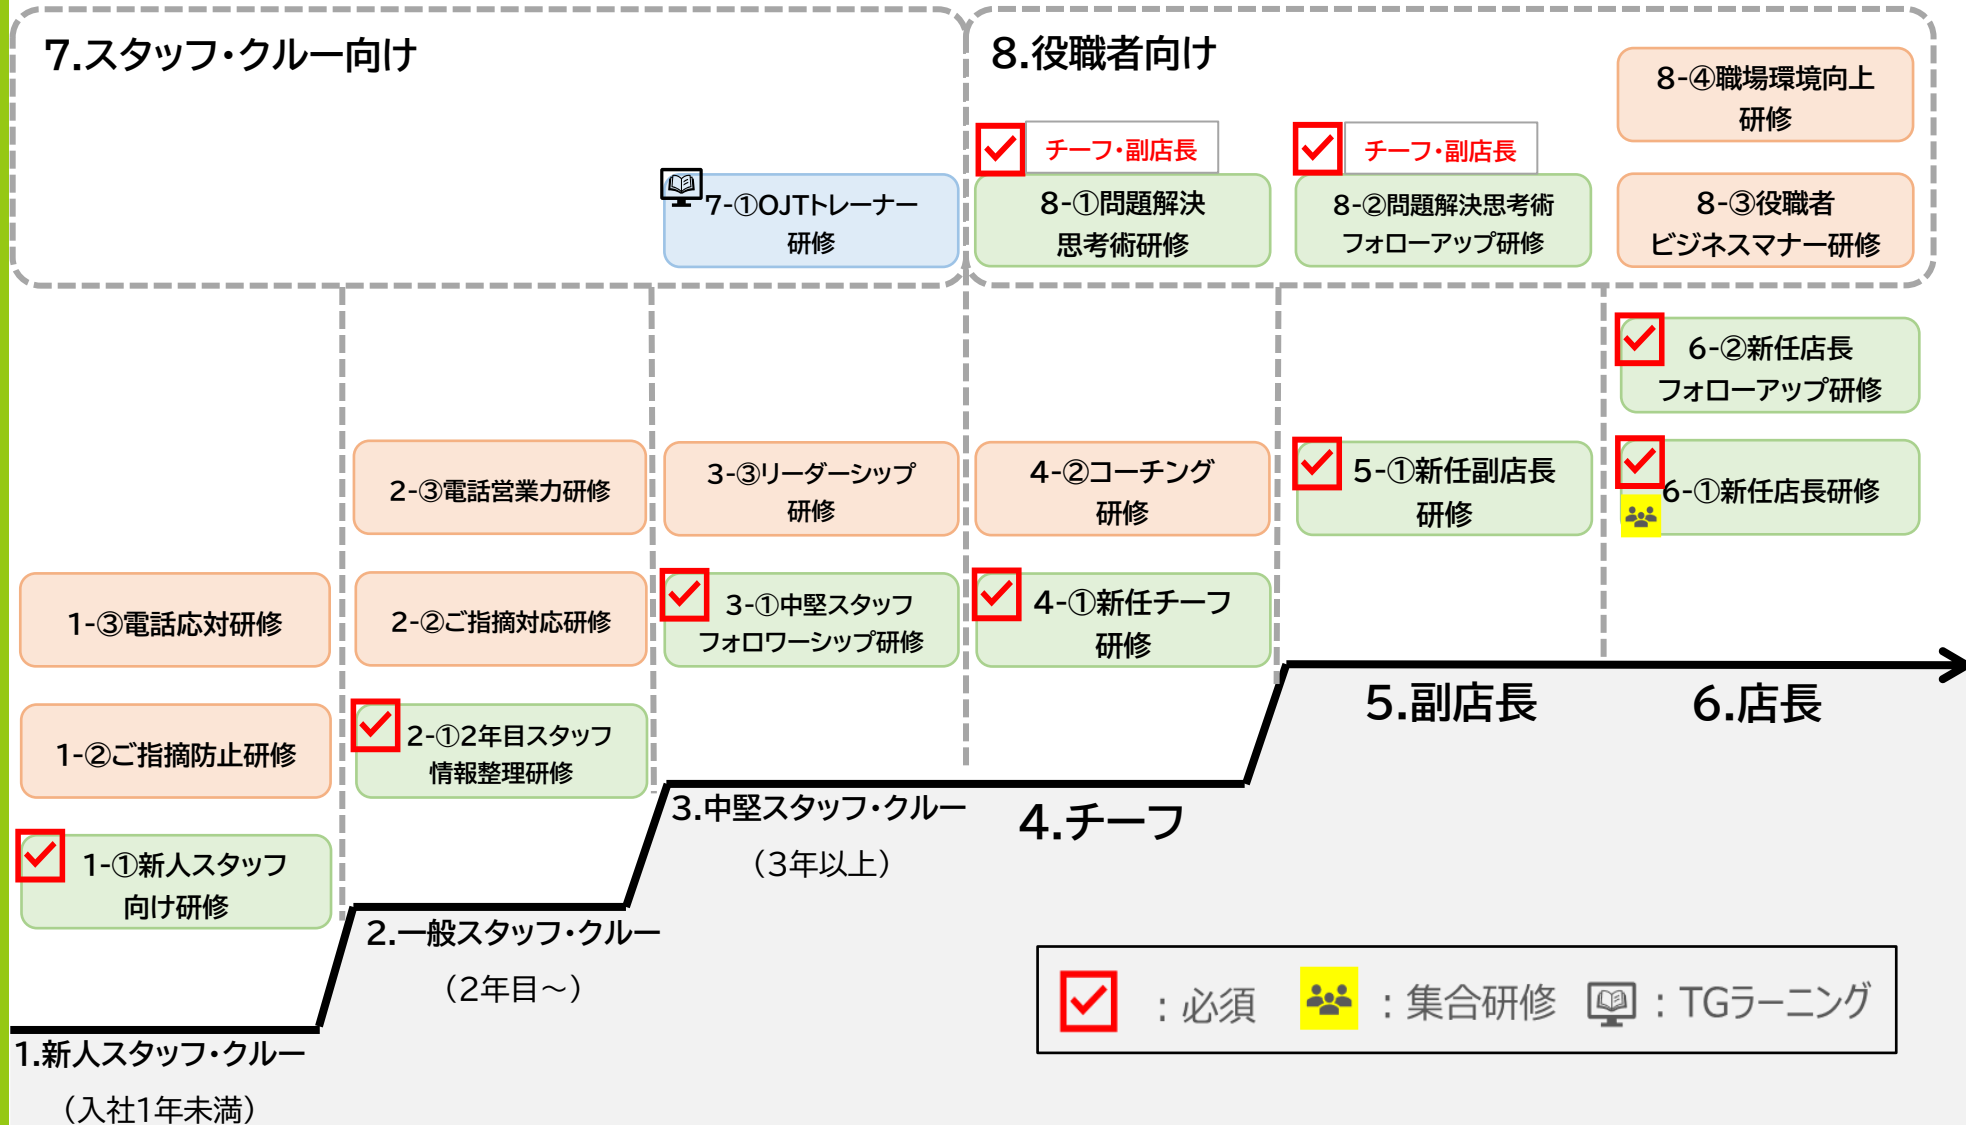 7.スタッフ・クルー向け
8.役職者向け
8-④職場環境向上
研修
チーフ・副店長
チーフ・副店長
7-①OJTトレーナー
研修
8-①問題解決
思考術研修
8-②問題解決思考術
フォローアップ研修
8-③役職者
ビジネスマナー研修
6-②新任店長
フォローアップ研修
2-③電話営業力研修
3-③リーダーシップ
研修
4-②コーチング
研修
5-①新任副店長
研修
6-①新任店長研修
1-③電話応対研修
2-②ご指摘対応研修
3-①中堅スタッフ
フォロワーシップ研修
4-①新任チーフ
研修
5.副店長
6.店長
1-②ご指摘防止研修
2-①2年目スタッフ
情報整理研修
3.中堅スタッフ・クルー
(3年以上)
4.チーフ
1-①新人スタッフ
向け研修
2.一般スタッフ・クルー
(2年目～)
:必須
:集合研修
:TGラーニング
1.新人スタッフ・クルー
(入社1年未満)